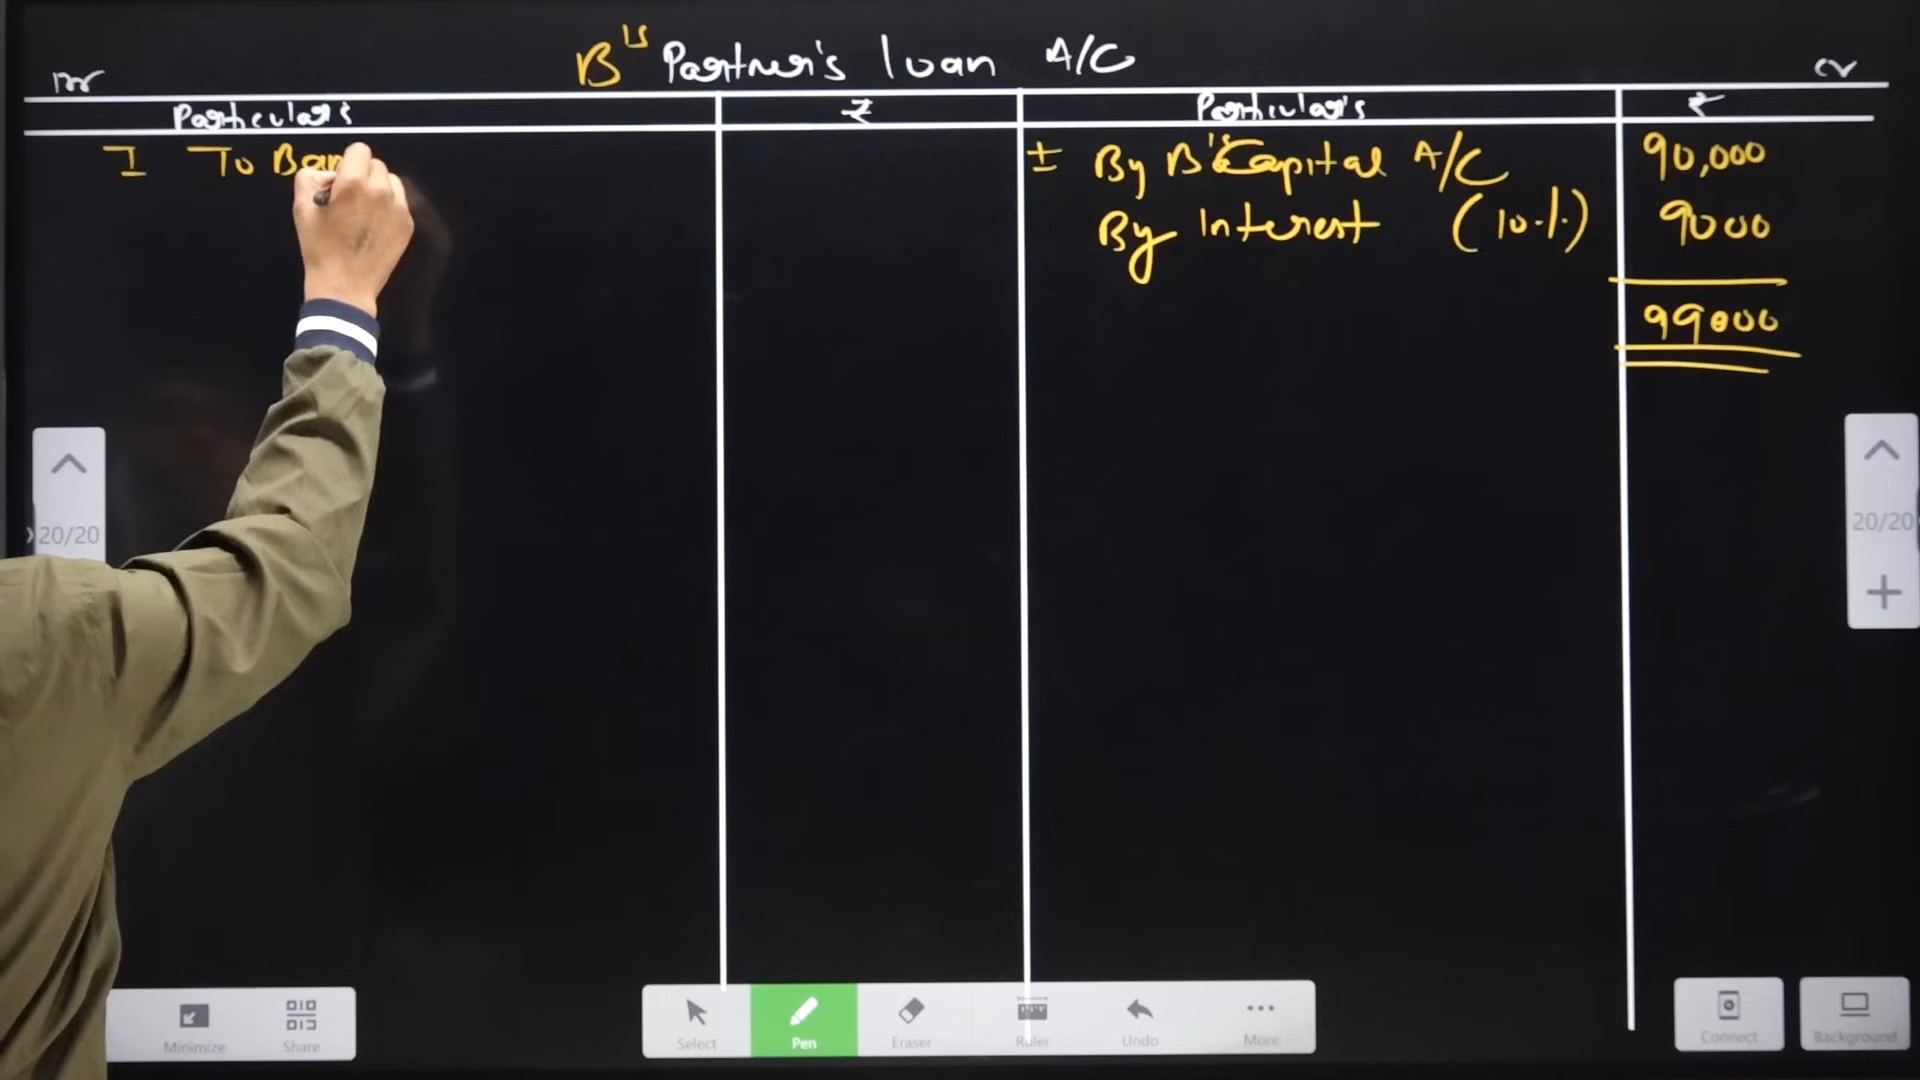 B's Partner's loan A/C
Dr
Cr
Particulars ₹ Particulars ₹
I To Ban
I By B's Capital A/C 90,000
By Interest (10%) 9000
99000
20/20
20/20
Minimize Share
Select Pen Eraser Ruler Undo More
Connect Background